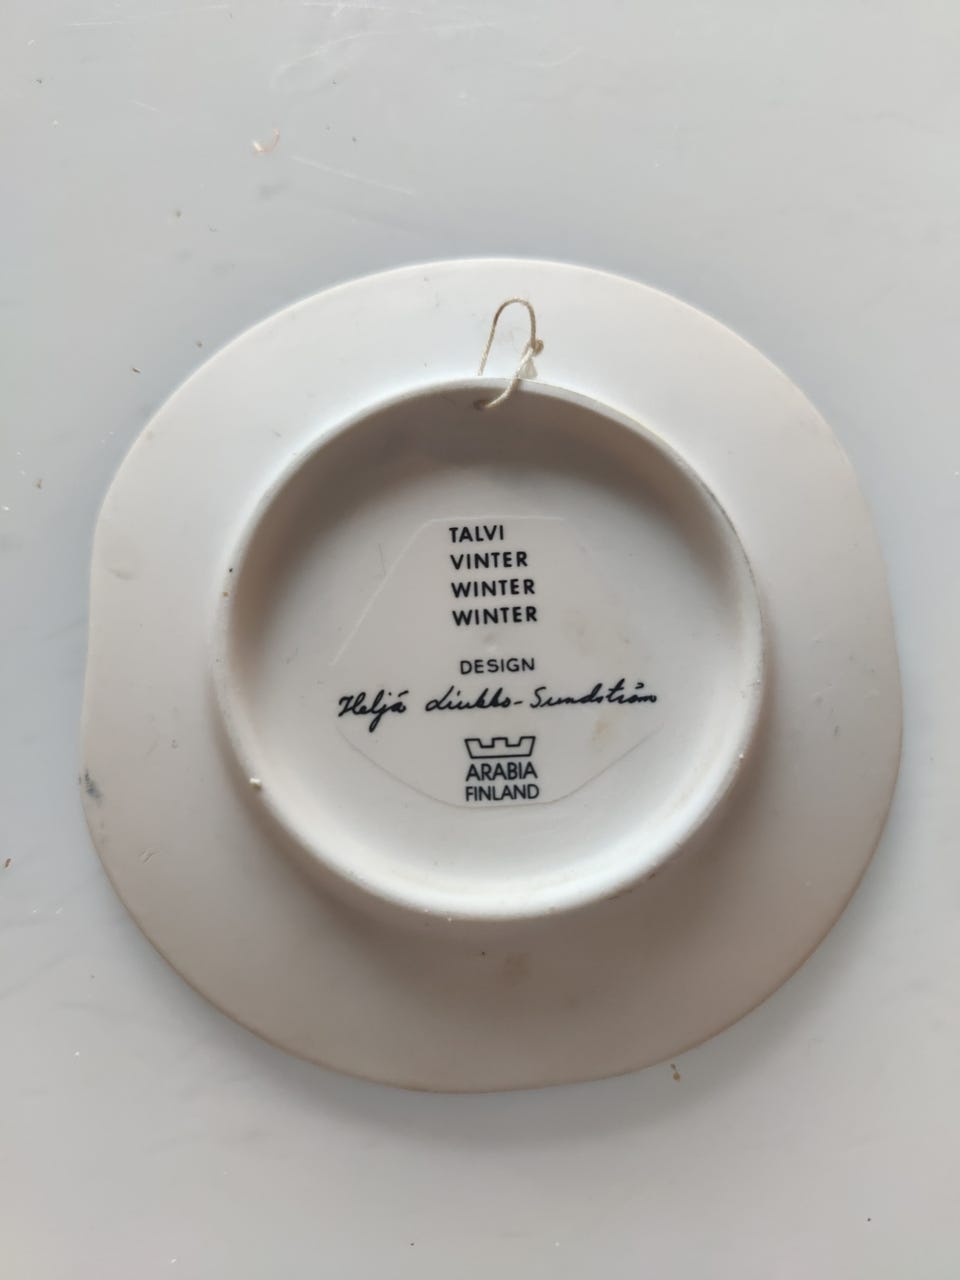 TALVI
VINTER
WINTER
WINTER
DESIGN
Heljä Liukko-Sundström
ARABIA
FINLAND